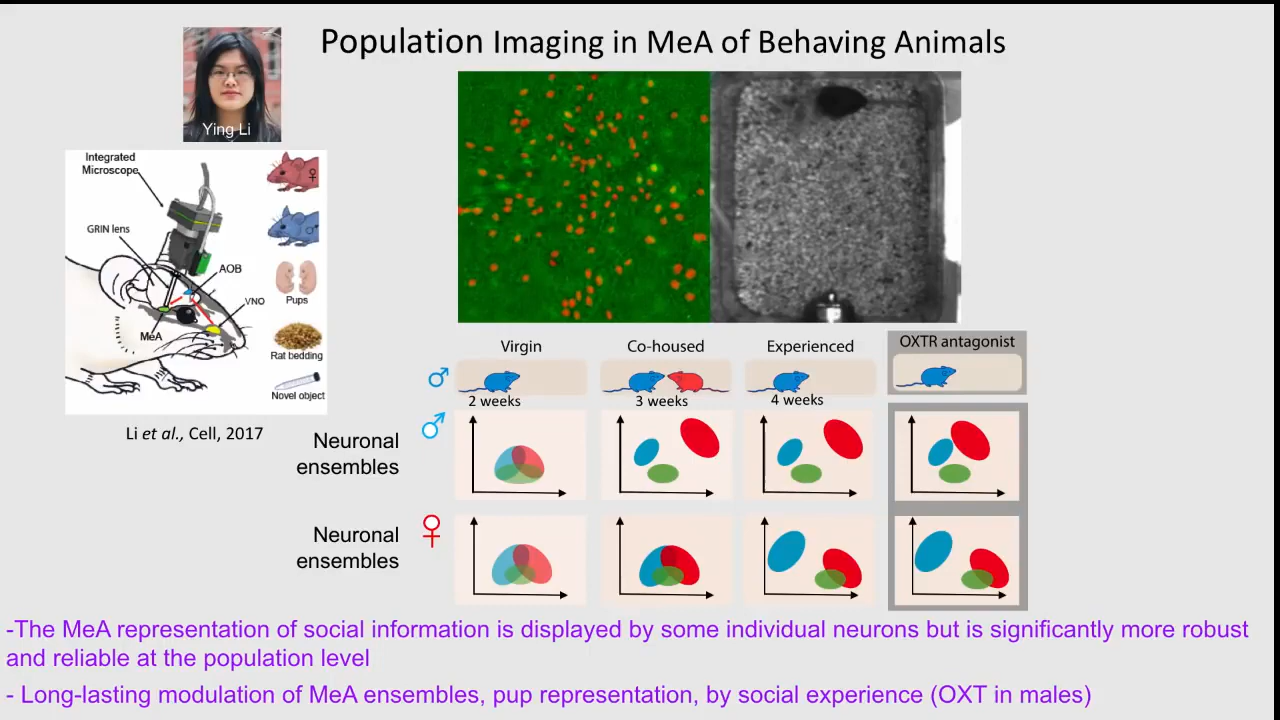 Population Imaging in MeA of Behaving Animals
Ying Li
Integrated
Microscope
GRIN lens
AOB
VNO
MeA
Pups
Rat bedding
Novel object
Li et al., Cell, 2017
Virgin
Co-housed
Experienced
OXTR antagonist
2 weeks
3 weeks
4 weeks
Neuronal
ensembles
Neuronal
ensembles
-The MeA representation of social information is displayed by some individual neurons but is significantly more robust
and reliable at the population level
- Long-lasting modulation of MeA ensembles, pup representation, by social experience (OXT in males)